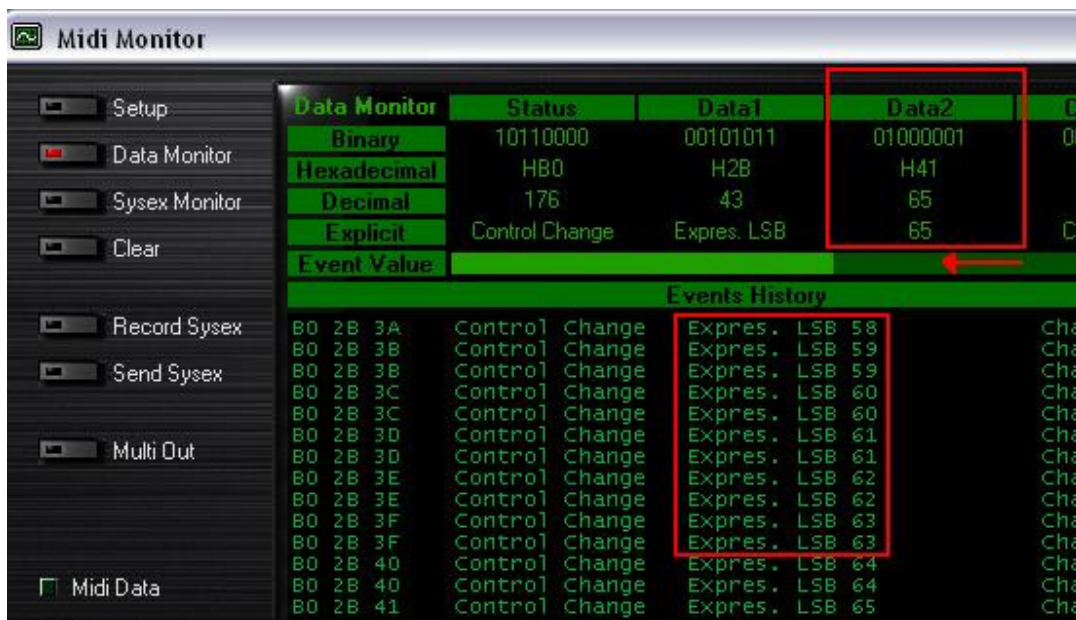 Midi Monitor
Setup
Data Monitor
Sysex Monitor
Clear
Record Sysex
Send Sysex
Multi Out
Midi Data
Data Monitor Status Data1 Data2
Binary 10110000 00101011 01000001
Hexadecimal HB0 H2B H41
Decimal 176 43 65
Explicit Control Change Expres. LSB 65
Event Value
Events History
B0 2B 3A Control Change Expres. LSB 58
B0 2B 3B Control Change Expres. LSB 59
B0 2B 3B Control Change Expres. LSB 59
B0 2B 3C Control Change Expres. LSB 60
B0 2B 3C Control Change Expres. LSB 60
B0 2B 3D Control Change Expres. LSB 61
B0 2B 3D Control Change Expres. LSB 61
B0 2B 3E Control Change Expres. LSB 62
B0 2B 3E Control Change Expres. LSB 62
B0 2B 3F Control Change Expres. LSB 63
B0 2B 3F Control Change Expres. LSB 63
B0 2B 40 Control Change Expres. LSB 64
B0 2B 40 Control Change Expres. LSB 64
B0 2B 41 Control Change Expres. LSB 65